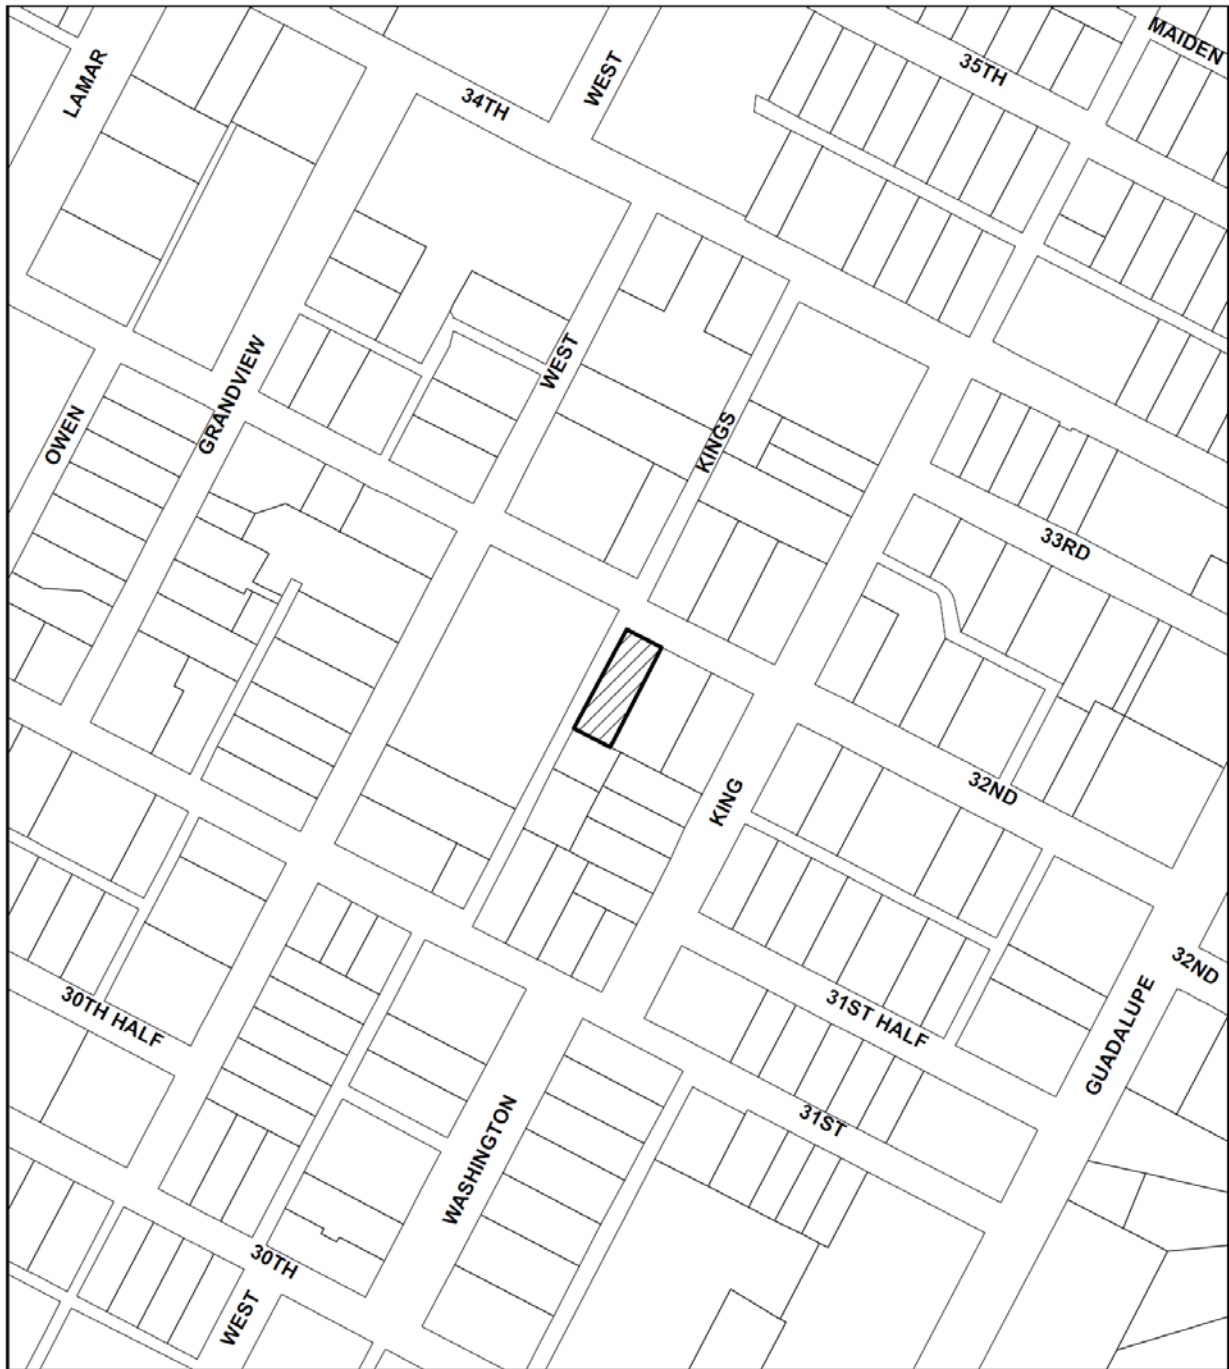 MAIDEN
35TH
LAMAR
WEST
34TH
WEST
GRANDVIEW
OWEN
KINGS
33RD
32ND
KING
32ND
30TH HALF
31ST HALF
GUADALUPE
31ST
WASHINGTON
30TH
WEST